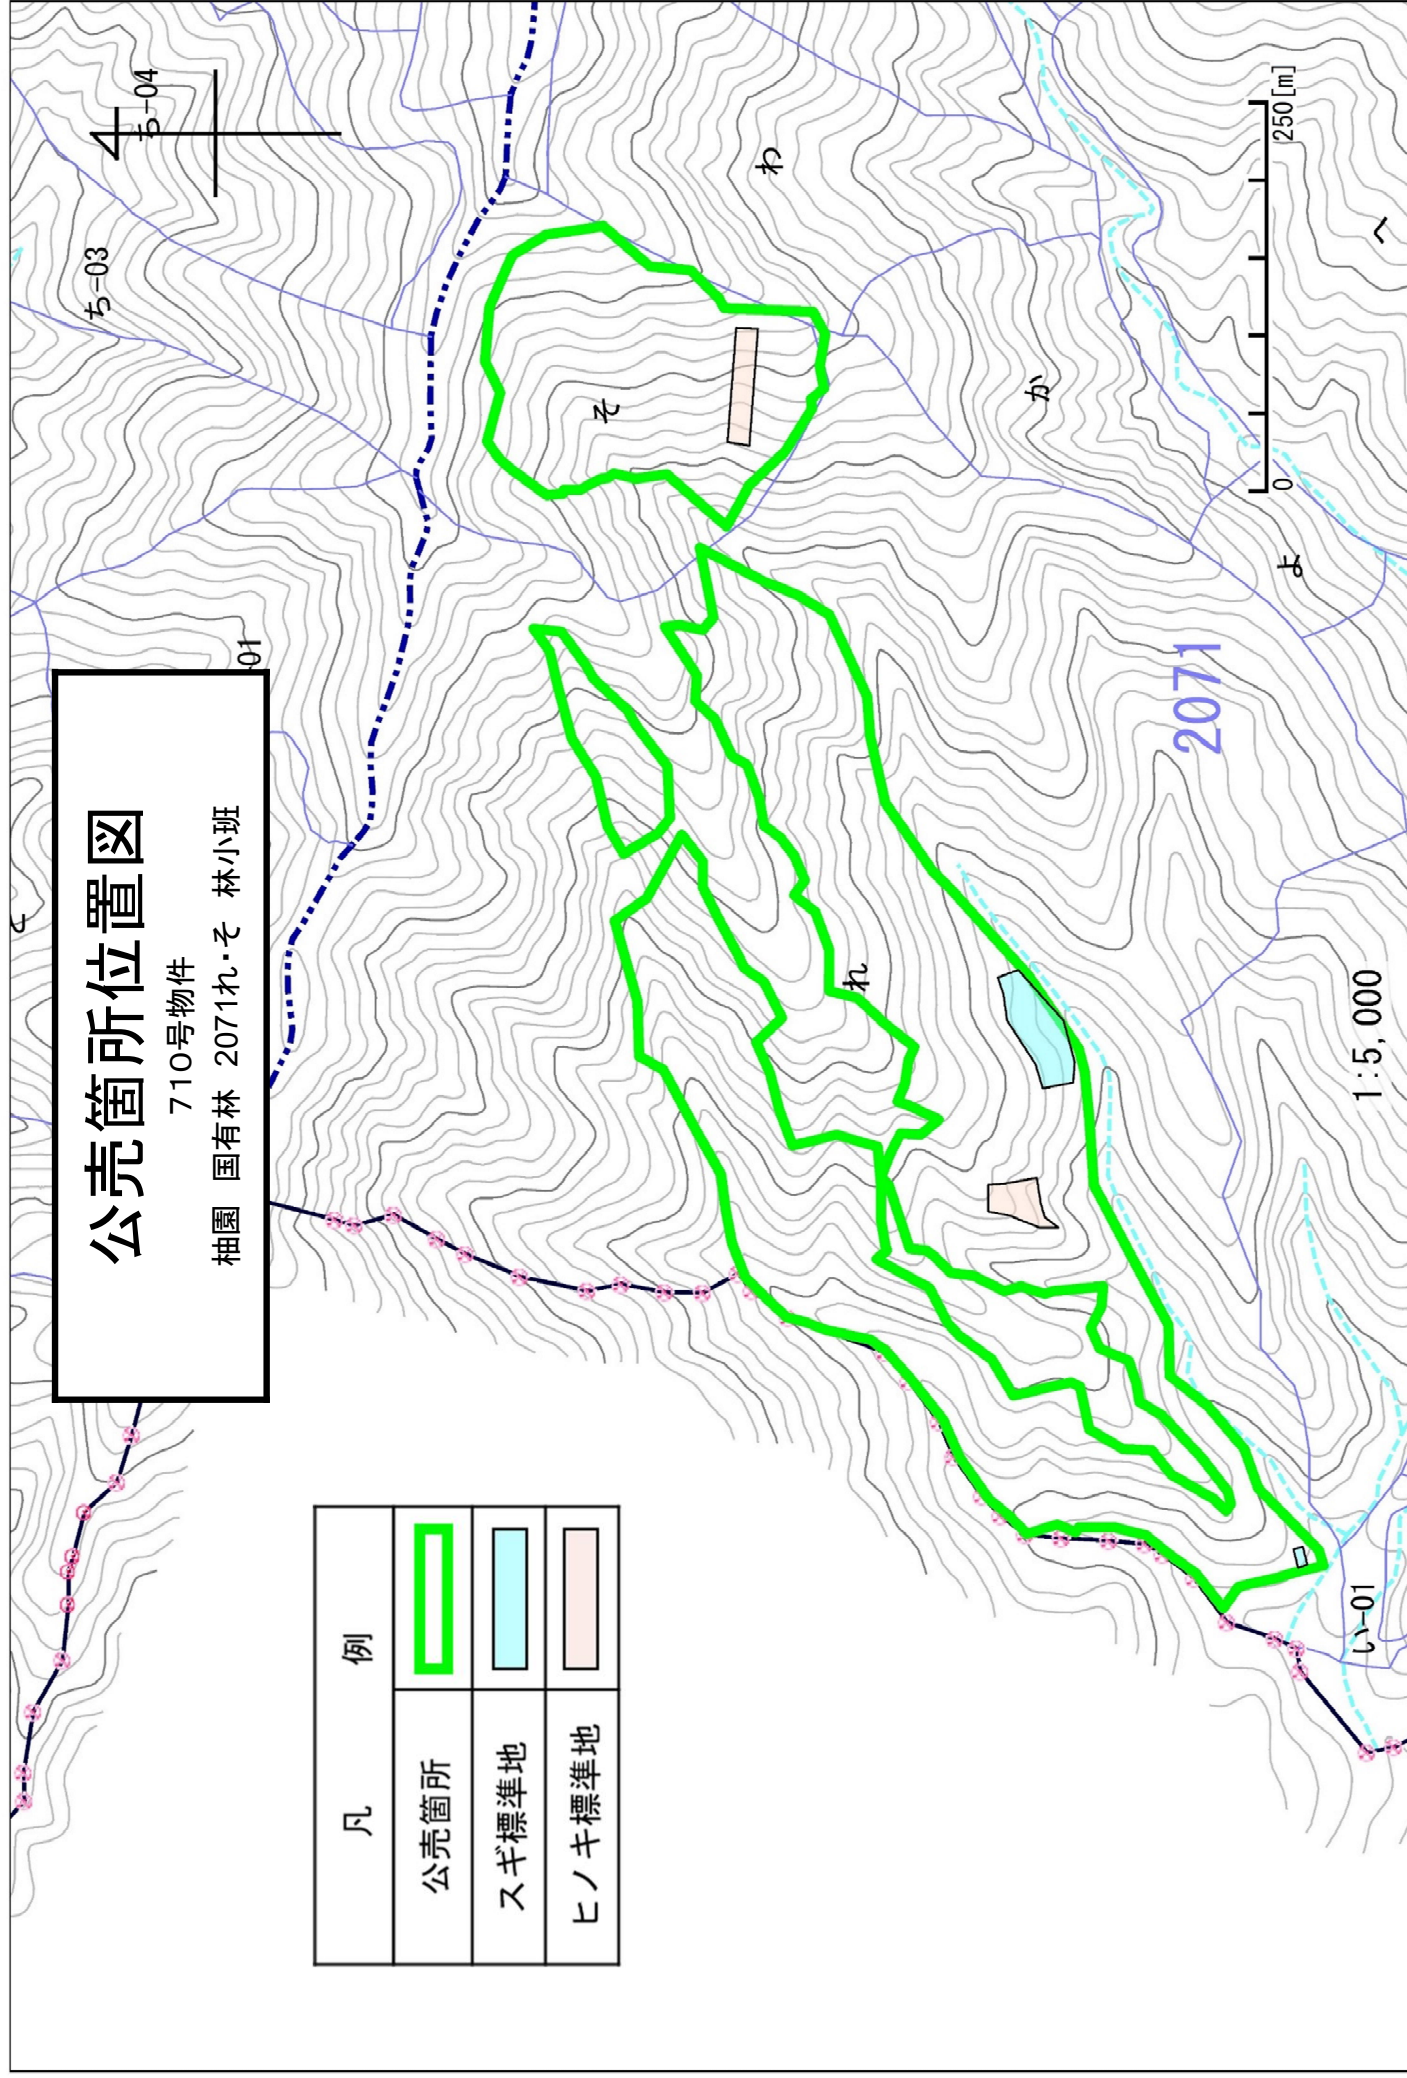 公売箇所位置図
710号物件
柚園 国有林 2071れ・そ 林小班
凡 例
公売箇所
スギ標準地
ヒノキ標準地
ち-04
ち-03
-01
と
わ
そ
か
れ
よ
く
2071
い-01
0 250[m]
1:5,000